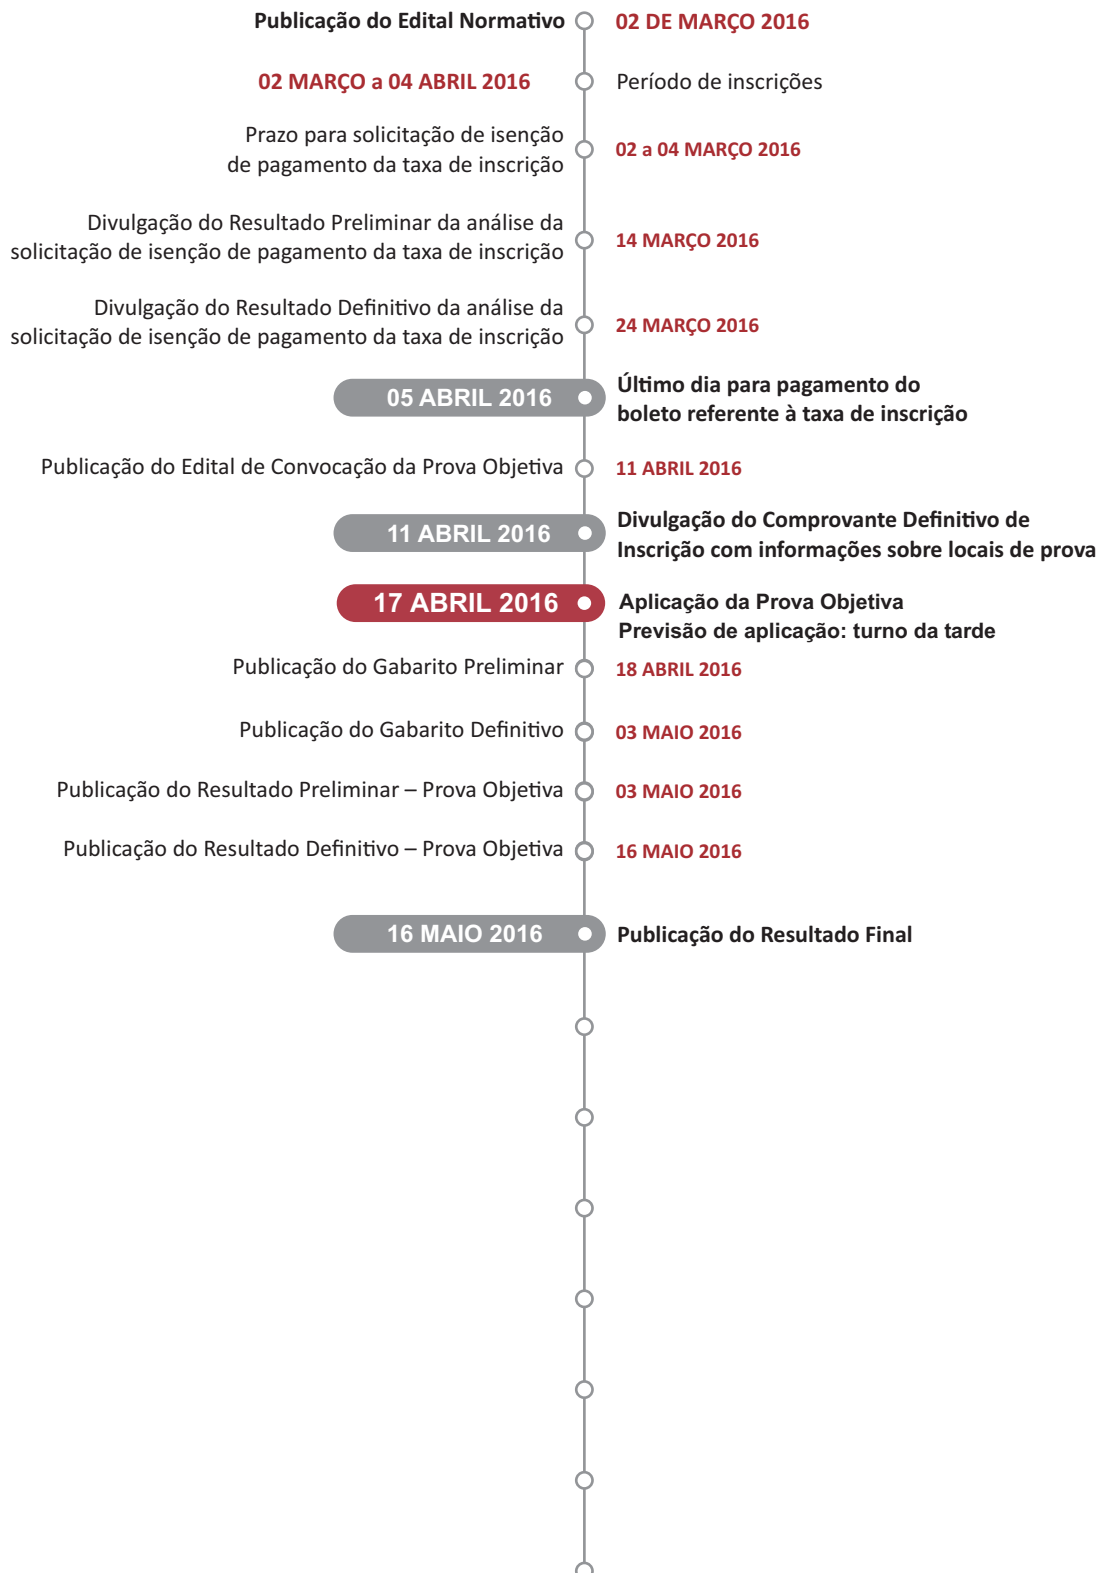 Publicação do Edital Normativo
02 DE MARÇO 2016
02 MARÇO a 04 ABRIL 2016
Período de inscrições
Prazo para solicitação de isenção
de pagamento da taxa de inscrição
02 a 04 MARÇO 2016
Divulgação do Resultado Preliminar da análise da
solicitação de isenção de pagamento da taxa de inscrição
14 MARÇO 2016
Divulgação do Resultado Definitivo da análise da
solicitação de isenção de pagamento da taxa de inscrição
24 MARÇO 2016
05 ABRIL 2016
Último dia para pagamento do
boleto referente à taxa de inscrição
Publicação do Edital de Convocação da Prova Objetiva
11 ABRIL 2016
11 ABRIL 2016
Divulgação do Comprovante Definitivo de
Inscrição com informações sobre locais de prova
17 ABRIL 2016
Aplicação da Prova Objetiva
Previsão de aplicação: turno da tarde
Publicação do Gabarito Preliminar
18 ABRIL 2016
Publicação do Gabarito Definitivo
03 MAIO 2016
Publicação do Resultado Preliminar – Prova Objetiva
03 MAIO 2016
Publicação do Resultado Definitivo – Prova Objetiva
16 MAIO 2016
16 MAIO 2016
Publicação do Resultado Final